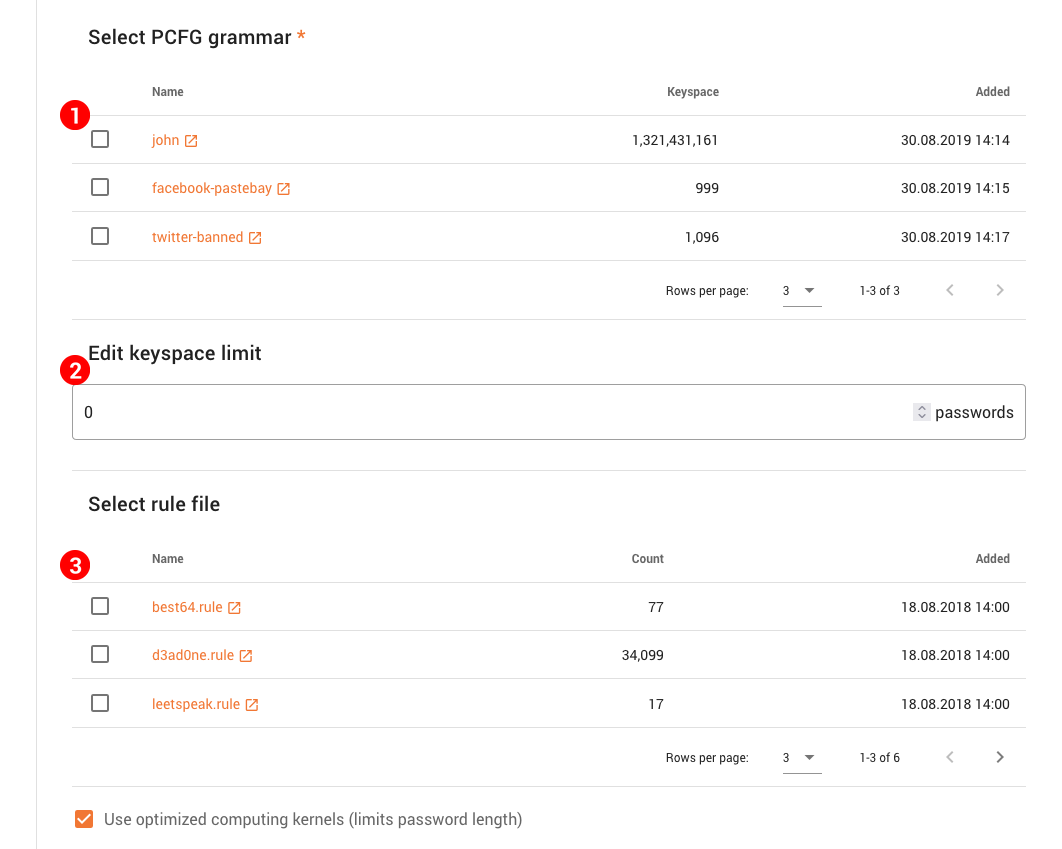 Select PCFG grammar *
Name Keyspace Added
1
john 1,321,431,161 30.08.2019 14:14
facebook-pastebay 999 30.08.2019 14:15
twitter-banned 1,096 30.08.2019 14:17
Rows per page: 3 1-3 of 3
Edit keyspace limit
2
0 passwords
Select rule file
Name Count Added
3
best64.rule 77 18.08.2018 14:00
d3ad0ne.rule 34,099 18.08.2018 14:00
leetspeak.rule 17 18.08.2018 14:00
Rows per page: 3 1-3 of 6
Use optimized computing kernels (limits password length)